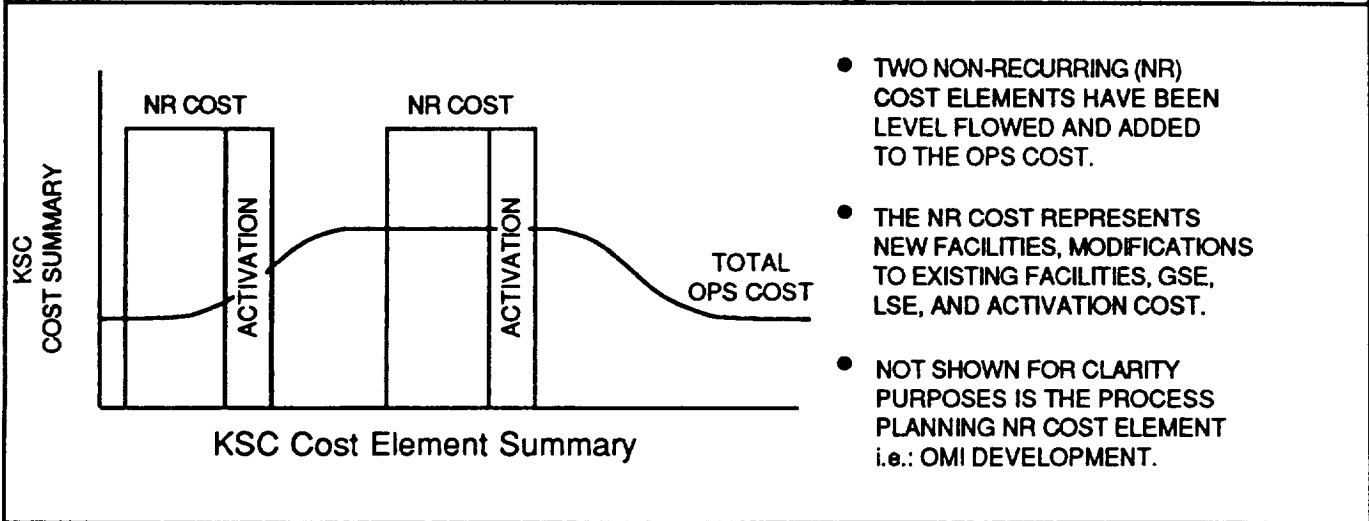 NR COST
NR COST
KSC
COST SUMMARY
ACTIVATION
ACTIVATION
TOTAL
OPS COST
KSC Cost Element Summary
● TWO NON-RECURRING (NR)
COST ELEMENTS HAVE BEEN
LEVEL FLOWED AND ADDED
TO THE OPS COST.
● THE NR COST REPRESENTS
NEW FACILITIES, MODIFICATIONS
TO EXISTING FACILITIES, GSE,
LSE, AND ACTIVATION COST.
● NOT SHOWN FOR CLARITY
PURPOSES IS THE PROCESS
PLANNING NR COST ELEMENT
i.e.: OMI DEVELOPMENT.